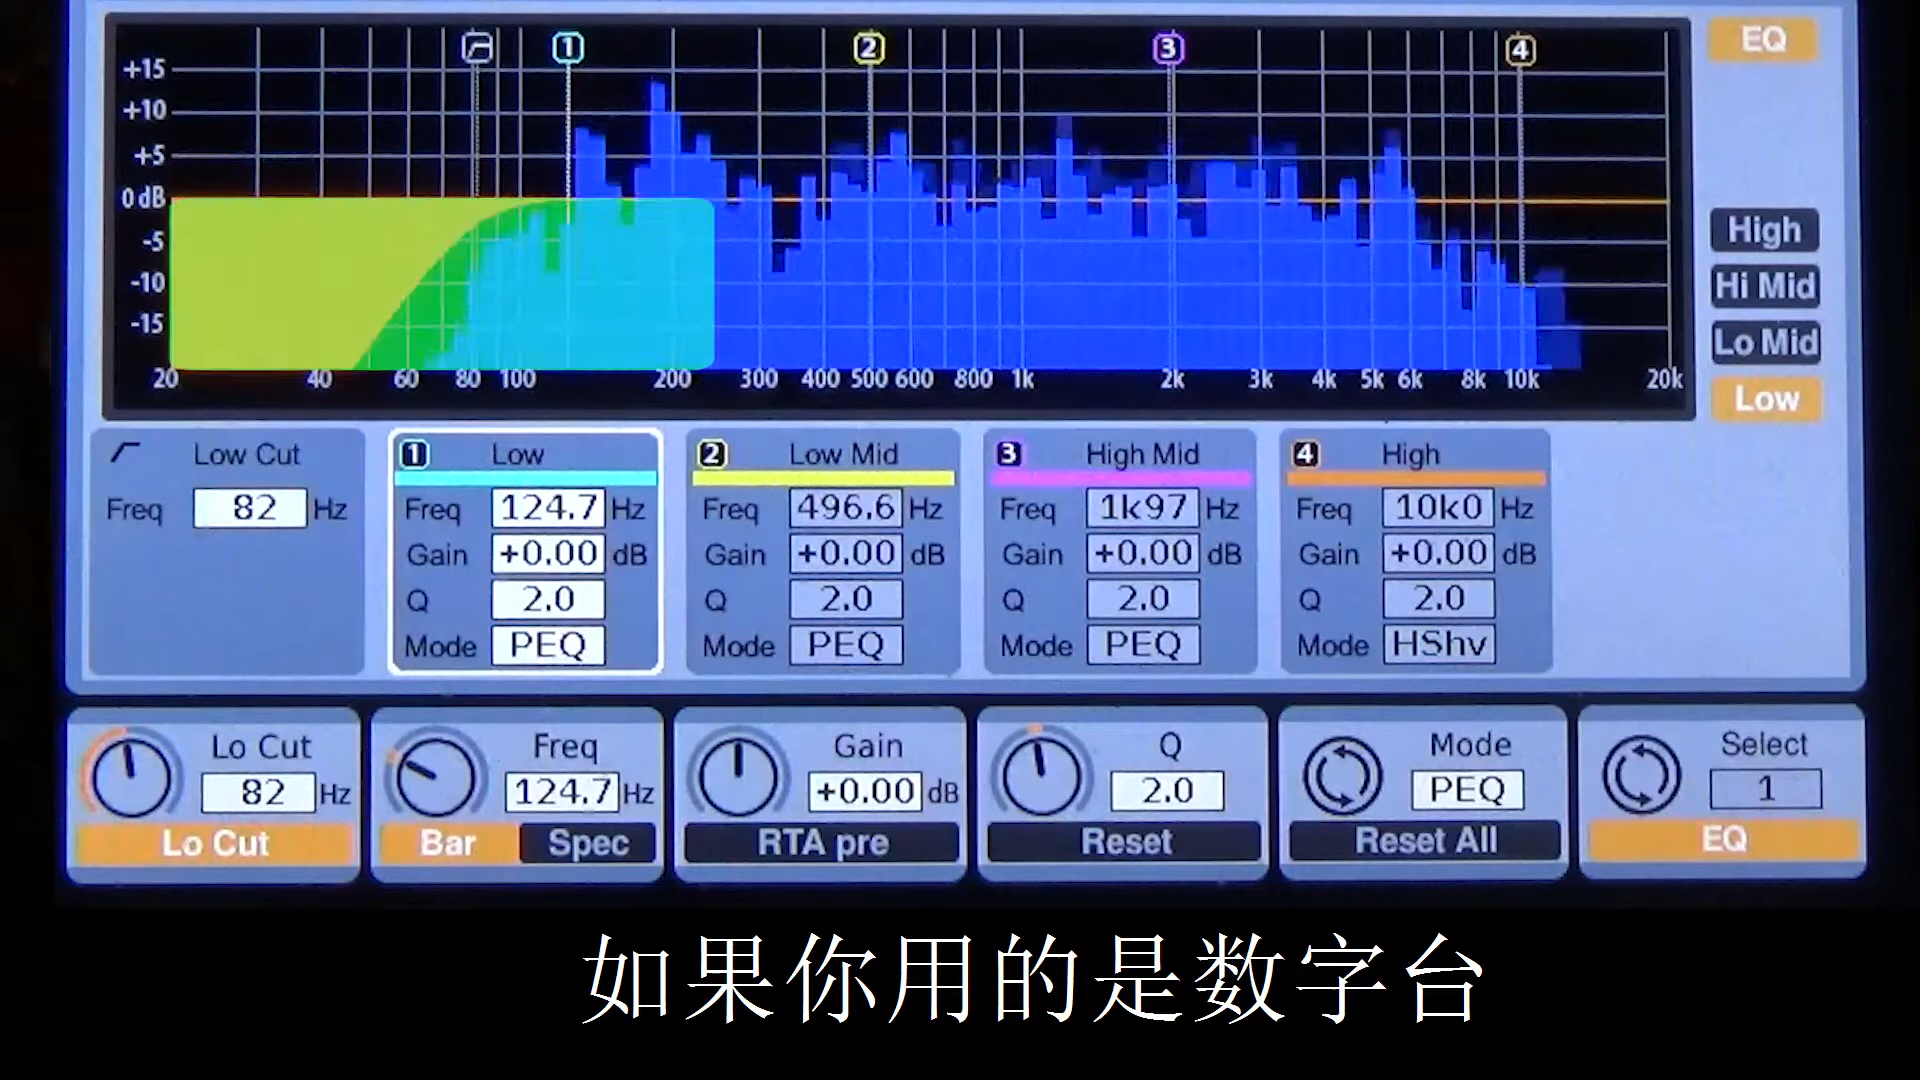 1 2 3 4 EQ
+15
+10
+5
0 dB
-5
-10
-15
20 40 60 80 100 200 300 400 500 600 800 1k 2k 3k 4k 5k 6k 8k 10k 20k
High
Hi Mid
Lo Mid
Low
Low Cut
Freq 82 Hz
1 Low
Freq 124.7 Hz
Gain +0.00 dB
Q 2.0
Mode PEQ
2 Low Mid
Freq 496.6 Hz
Gain +0.00 dB
Q 2.0
Mode PEQ
3 High Mid
Freq 1k97 Hz
Gain +0.00 dB
Q 2.0
Mode PEQ
4 High
Freq 10k0 Hz
Gain +0.00 dB
Q 2.0
Mode HShv
Lo Cut
82 Hz
Lo Cut
Freq
124.7 Hz
Bar Spec
Gain
+0.00 dB
RTA pre
Q
2.0
Reset
Mode
PEQ
Reset All
Select
1
EQ
如果你用的是数字台